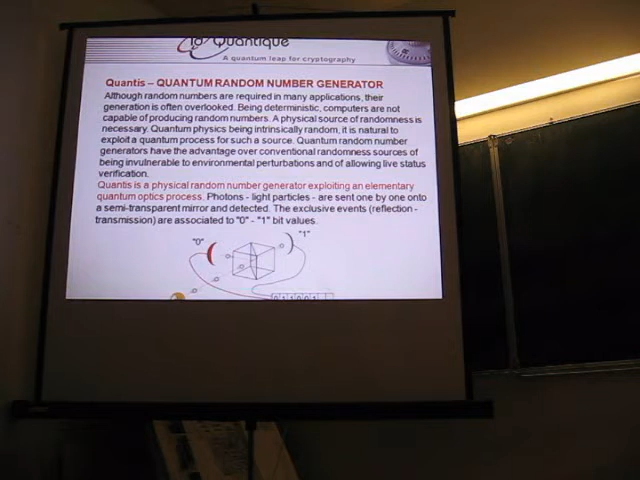 id Quantique
A quantum leap for cryptography
Quantis – QUANTUM RANDOM NUMBER GENERATOR
Although random numbers are required in many applications, their
generation is often overlooked. Being deterministic, computers are not
capable of producing random numbers. A physical source of randomness is
necessary. Quantum physics being intrinsically random, it is natural to
exploit a quantum process for such a source. Quantum random number
generators have the advantage over conventional randomness sources of
being invulnerable to environmental perturbations and of allowing live status
verification.
Quantis is a physical random number generator exploiting an elementary
quantum optics process. Photons - light particles - are sent one by one onto
a semi-transparent mirror and detected. The exclusive events (reflection -
transmission) are associated to "0" - "1" bit values.
"0" "1"